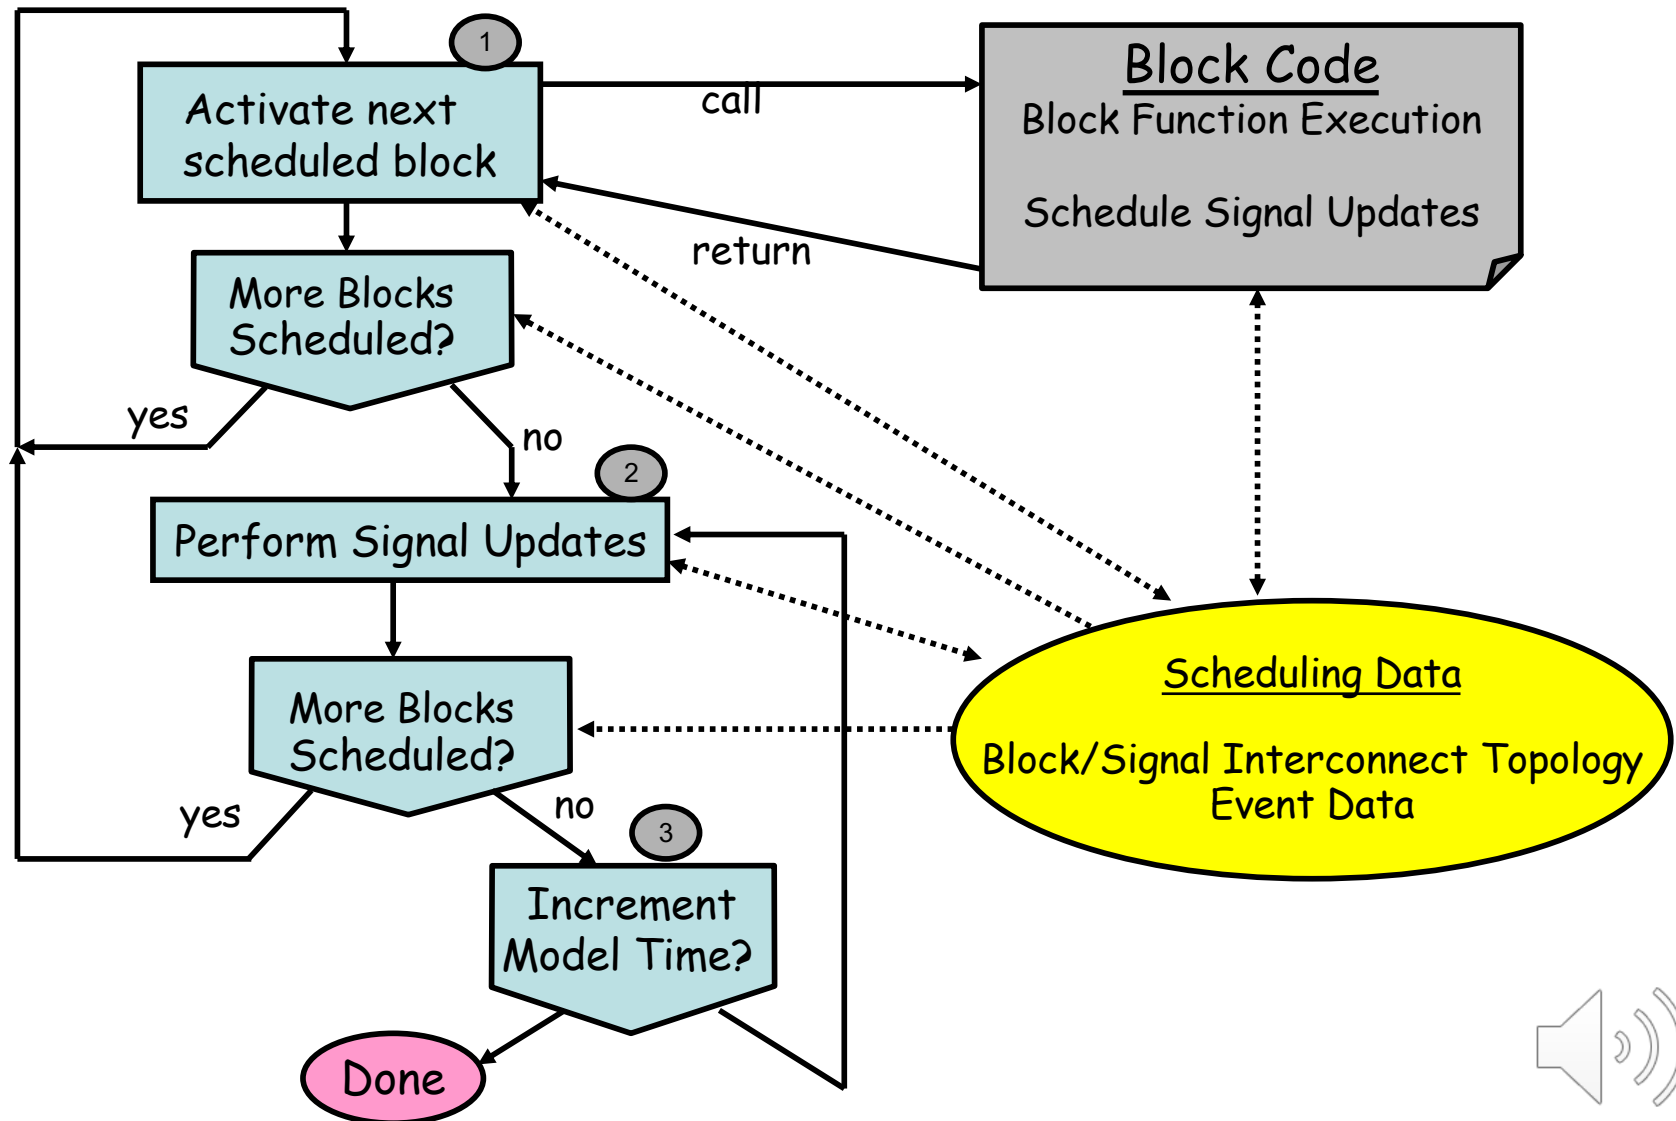 1
Activate next
scheduled block
call
return
Block Code
Block Function Execution
Schedule Signal Updates
More Blocks
Scheduled?
yes
no
2
Perform Signal Updates
More Blocks
Scheduled?
yes
no
3
Increment
Model Time?
Done
Scheduling Data
Block/Signal Interconnect Topology
Event Data